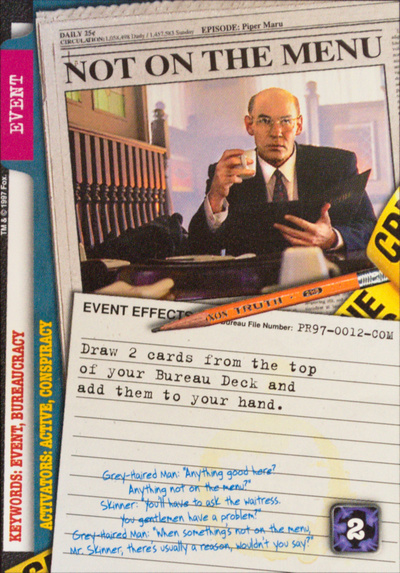 DAILY 25¢
EPISODE: Piper Maru
NOT ON THE MENU
EVENT
TM & © 1997 Fox.
KEYWORDS: EVENT, BUREAUCRACY
ACTIVATORS: ACTIVE, CONSPIRACY
TRUTH
EVENT EFFECTS
Bureau File Number: PR97-0012-COM
Draw 2 cards from the top
of your Bureau Deck and
add them to your hand.
Grey-Haired Man: "Anything good here?
Anything not on the menu?"
Skinner: "You'll have to ask the waitress.
You gentlemen have a problem?"
Grey-Haired Man: "When something's not on the menu,
Mr. Skinner, there's usually a reason, wouldn't you say?"
2